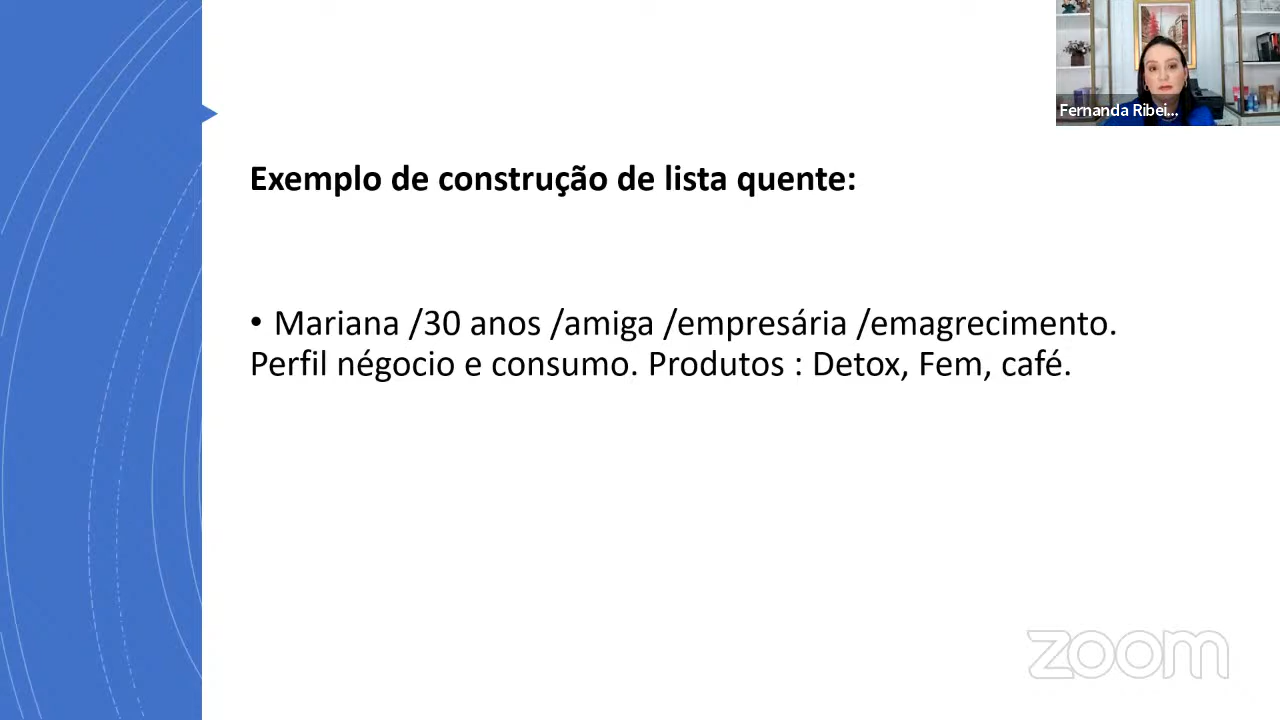 Fernanda Ribei...
Exemplo de construção de lista quente:
• Mariana /30 anos /amiga /empresária /emagrecimento.
Perfil négocio e consumo. Produtos : Detox, Fem, café.
zoom